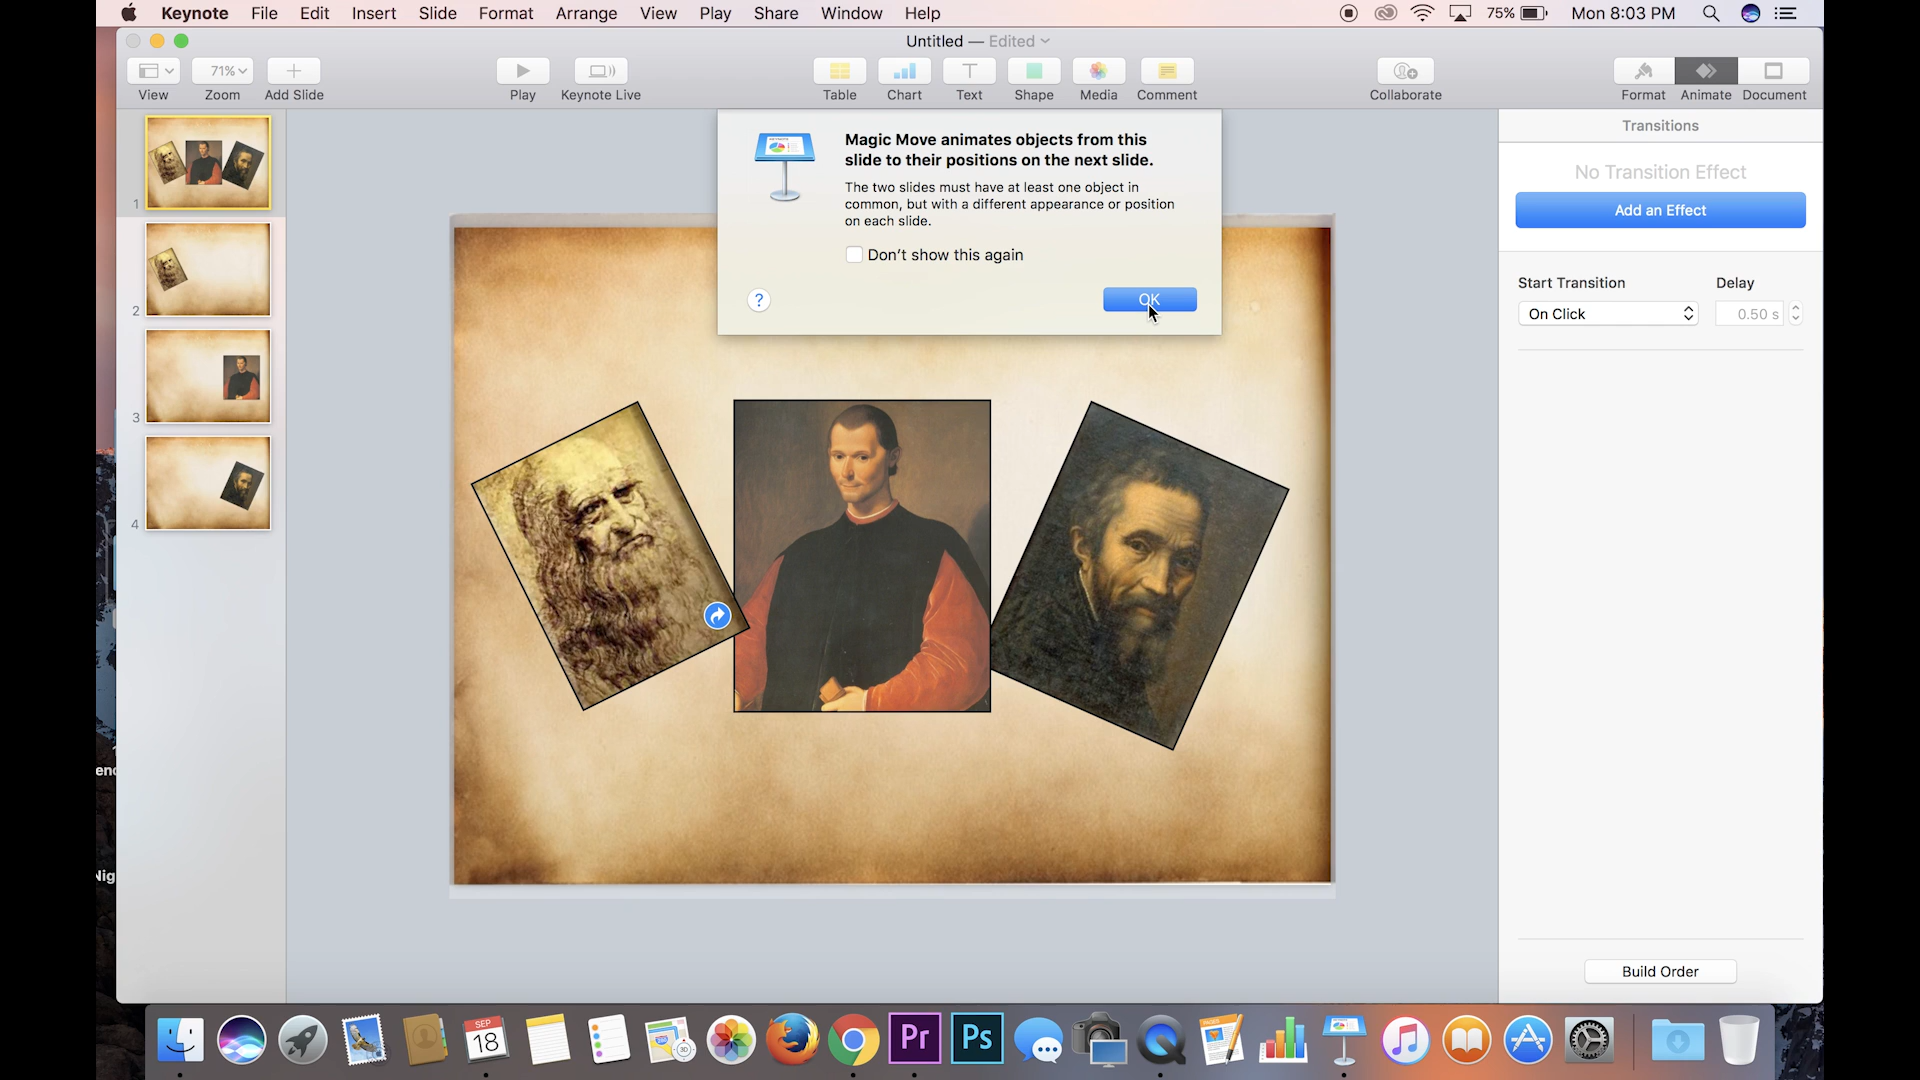 Keynote File Edit Insert Slide Format Arrange View Play Share Window Help 75% Mon 8:03 PM
Untitled — Edited
71%
View Zoom Add Slide Play Keynote Live Table Chart Text Shape Media Comment Collaborate Format Animate Document
Magic Move animates objects from this
slide to their positions on the next slide.
The two slides must have at least one object in
common, but with a different appearance or position
on each slide.
Don't show this again
?
OK
1
2
3
4
Transitions
No Transition Effect
Add an Effect
Start Transition Delay
On Click 0.50 s
Build Order
SEP
18
Pr
Ps